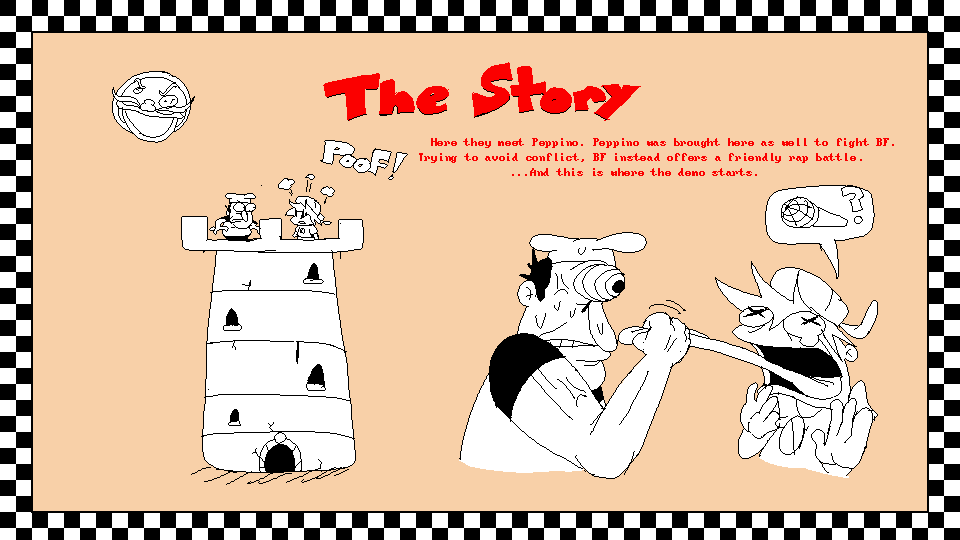 The Story
Here they meet Peppino. Peppino was brought here as well to fight BF.
Trying to avoid conflict, BF instead offers a friendly rap battle.
...And this is where the demo starts.
POOF!
?